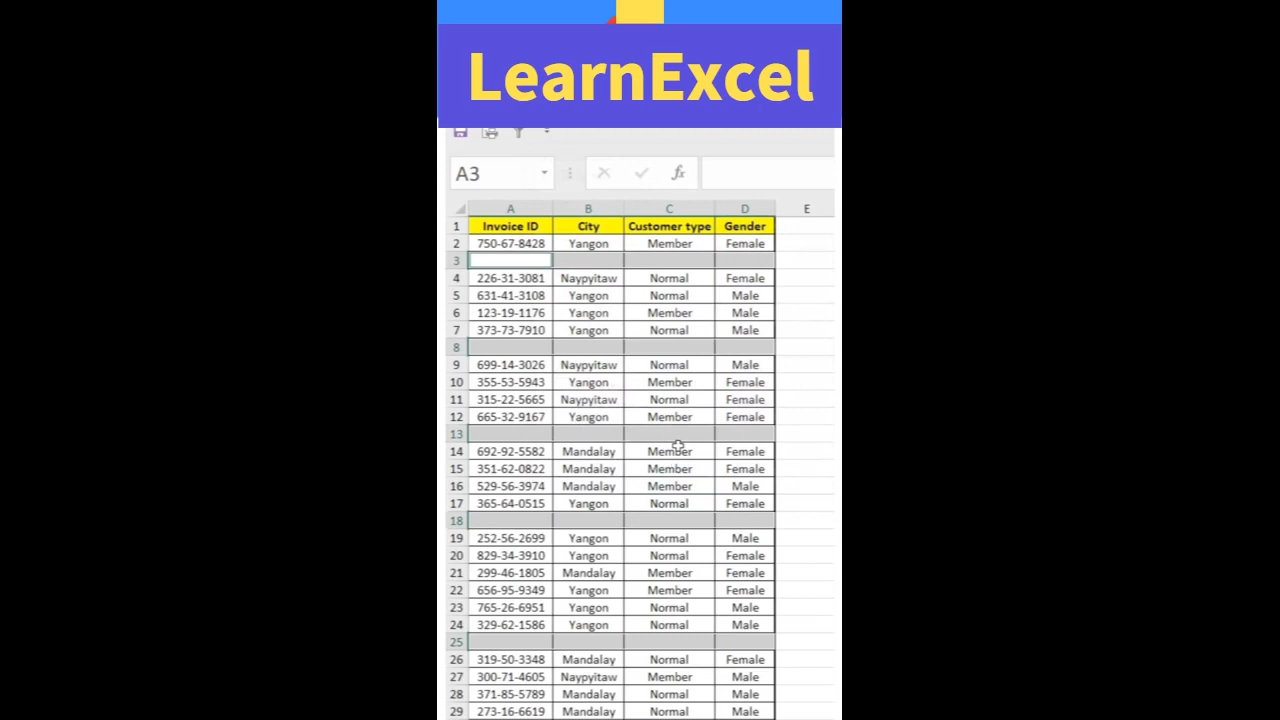 LearnExcel
A3 fx
A B C D E
1 Invoice ID City Customer type Gender
2 750-67-8428 Yangon Member Female
3
4 226-31-3081 Naypyitaw Normal Female
5 631-41-3108 Yangon Normal Male
6 123-19-1176 Yangon Member Male
7 373-73-7910 Yangon Normal Male
8
9 699-14-3026 Naypyitaw Normal Male
10 355-53-5943 Yangon Member Female
11 315-22-5665 Naypyitaw Normal Female
12 665-32-9167 Yangon Member Female
13
14 692-92-5582 Mandalay Member Female
15 351-62-0822 Mandalay Member Female
16 529-56-3974 Mandalay Member Male
17 365-64-0515 Yangon Normal Female
18
19 252-56-2699 Yangon Normal Male
20 829-34-3910 Yangon Normal Female
21 299-46-1805 Mandalay Member Female
22 656-95-9349 Yangon Member Female
23 765-26-6951 Yangon Normal Male
24 329-62-1586 Yangon Normal Male
25
26 319-50-3348 Mandalay Normal Female
27 300-71-4605 Naypyitaw Member Male
28 371-85-5789 Mandalay Normal Male
29 273-16-6619 Mandalay Normal Male